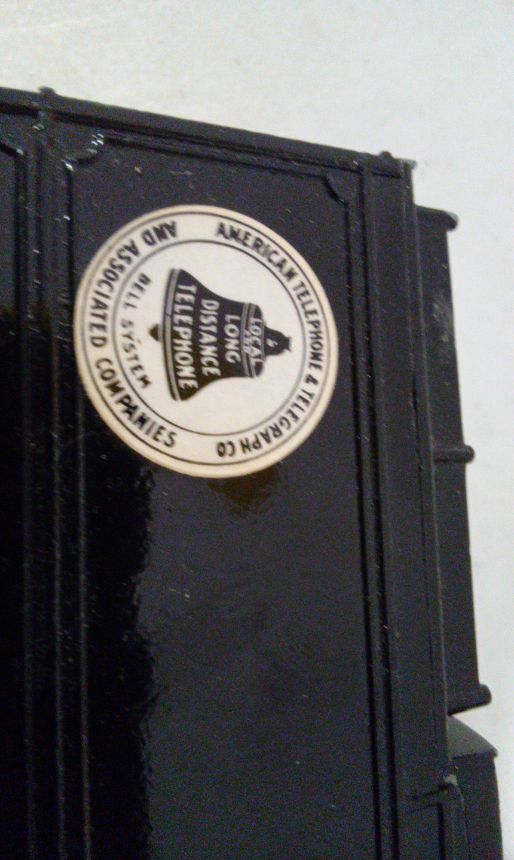 AMERICAN TELEPHONE & TELEGRAPH CO
AND ASSOCIATED COMPANIES
BELL SYSTEM
LOCAL
AND
LONG
DISTANCE
TELEPHONE